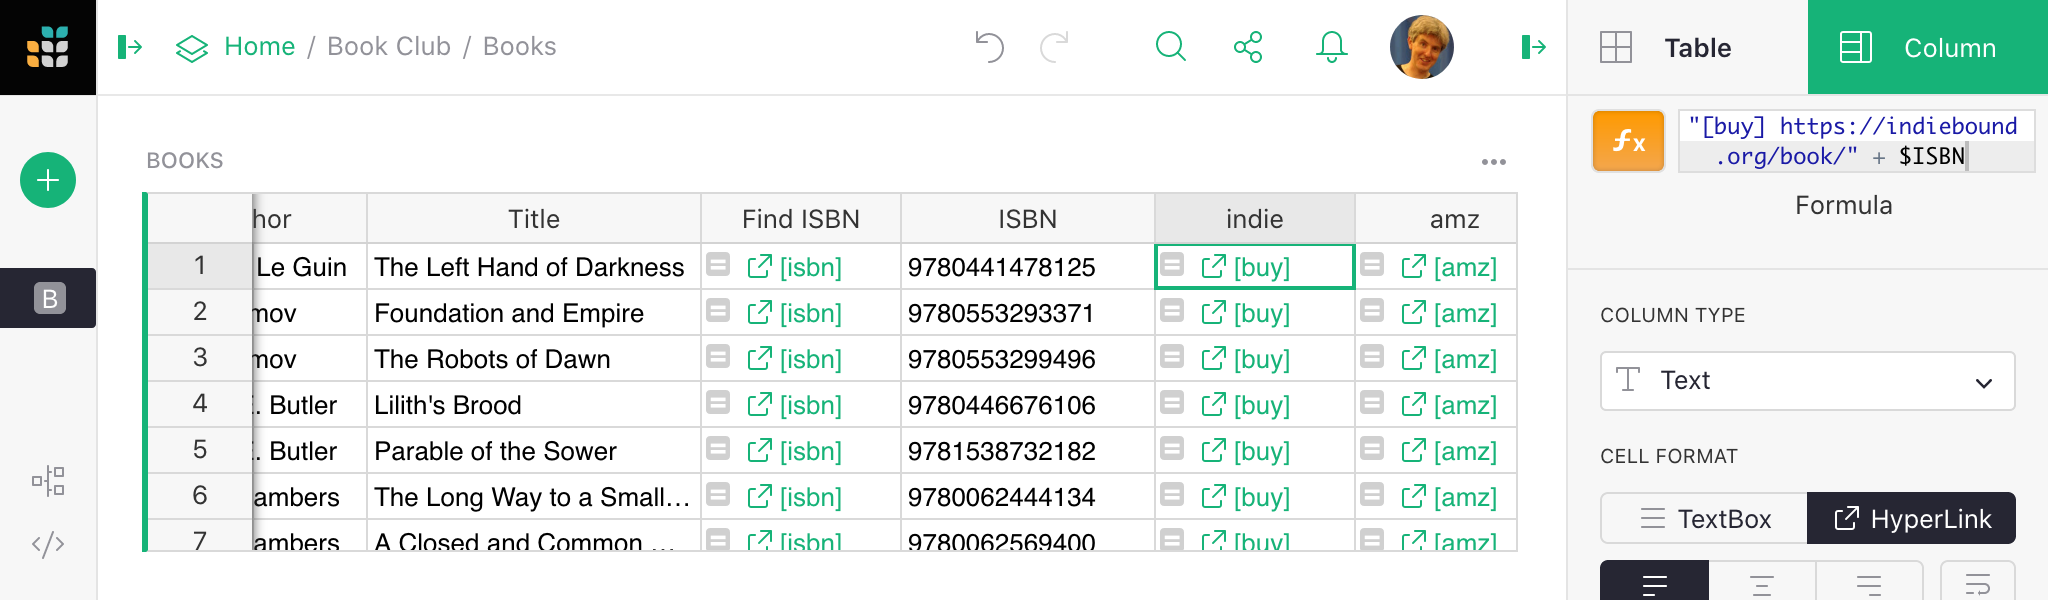 Home / Book Club / Books
Table
Column
"[buy] https://indiebound
.org/book/" + $ISBN
Formula
B
BOOKS
hor Title Find ISBN ISBN indie amz
1 Le Guin The Left Hand of Darkness [isbn] 9780441478125 [buy] [amz]
2 mov Foundation and Empire [isbn] 9780553293371 [buy] [amz]
3 mov The Robots of Dawn [isbn] 9780553299496 [buy] [amz]
4 E. Butler Lilith's Brood [isbn] 9780446676106 [buy] [amz]
5 E. Butler Parable of the Sower [isbn] 9781538732182 [buy] [amz]
6 ambers The Long Way to a Small... [isbn] 9780062444134 [buy] [amz]
7 ambers A Closed and Common ... [isbn] 9780062569400 [buy] [amz]
COLUMN TYPE
Text
CELL FORMAT
TextBox
HyperLink